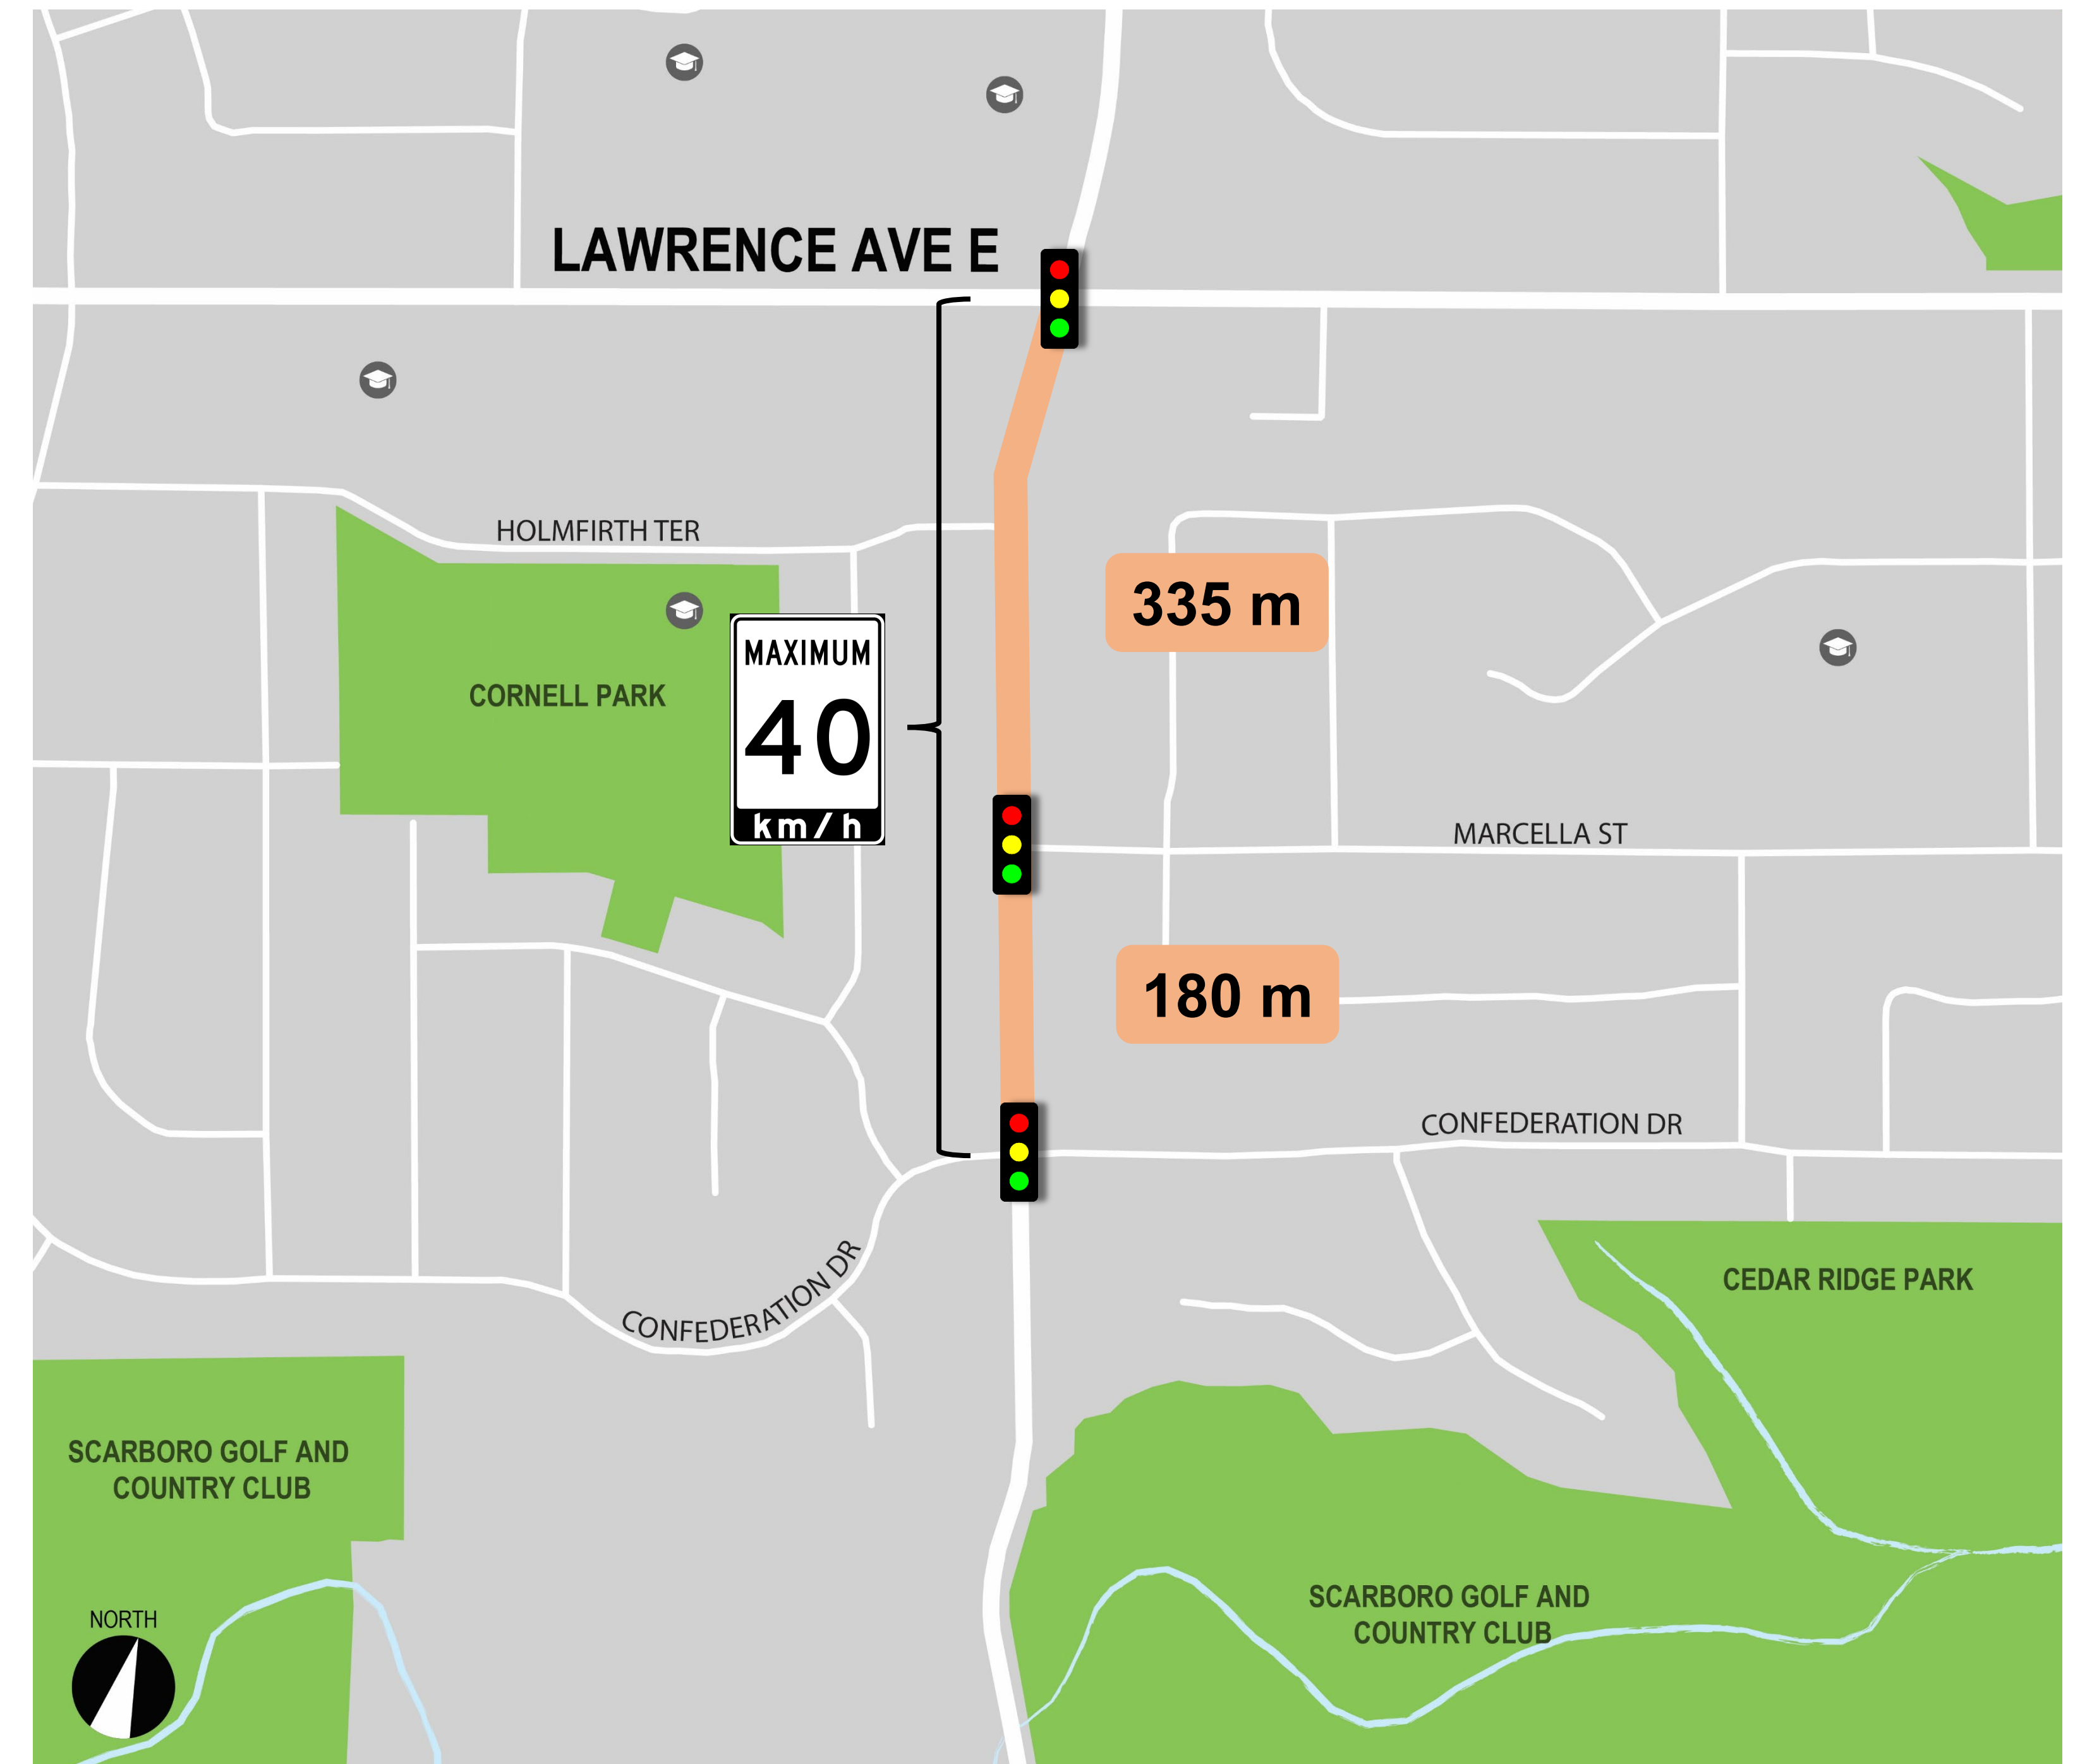 LAWRENCE AVE E
HOLMFIRTH TER
335 m
MAXIMUM
40
km/h
CORNELL PARK
MARCELLA ST
180 m
CONFEDERATION DR
CONFEDERATION DR
CEDAR RIDGE PARK
SCARBORO GOLF AND
COUNTRY CLUB
SCARBORO GOLF AND
COUNTRY CLUB
NORTH